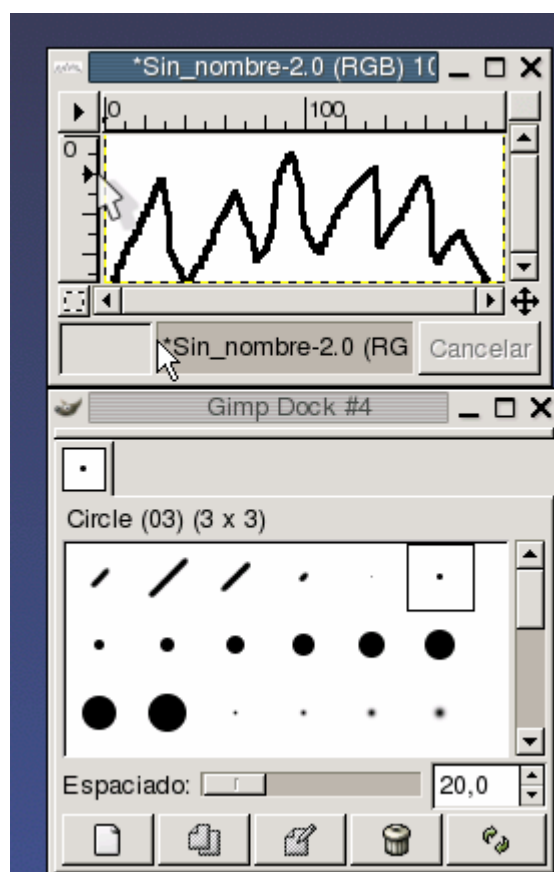 *Sin_nombre-2.0 (RGB) 10
0 100
0
*Sin_nombre-2.0 (RG Cancelar
Gimp Dock #4
Circle (03) (3 x 3)
Espaciado: 20,0